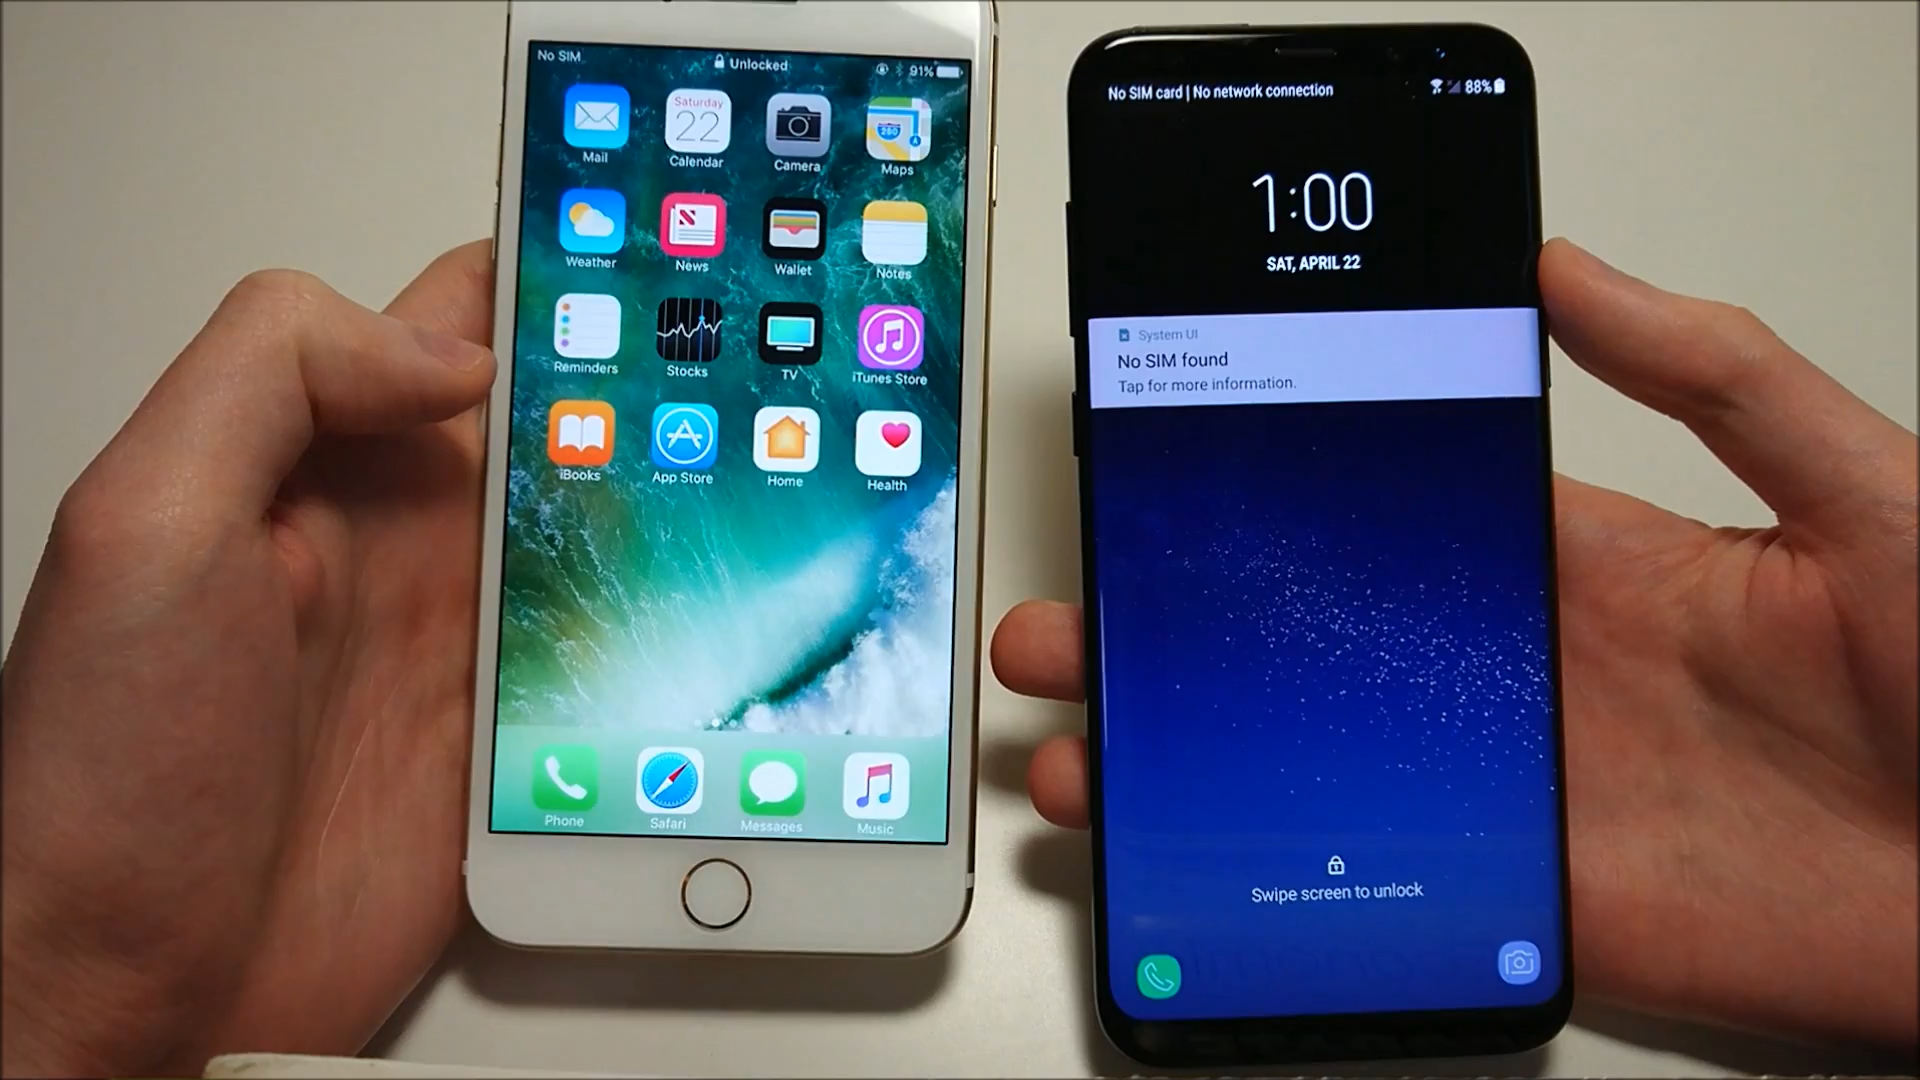 No SIM
Unlocked
91%
Saturday
22
Mail
Calendar
Camera
Maps
280
Weather
News
Wallet
Notes
Reminders
Stocks
TV
iTunes Store
iBooks
App Store
Home
Health
Phone
Safari
Messages
Music
No SIM card | No network connection
88%
1:00
SAT, APRIL 22
System UI
No SIM found
Tap for more information.
Swipe screen to unlock